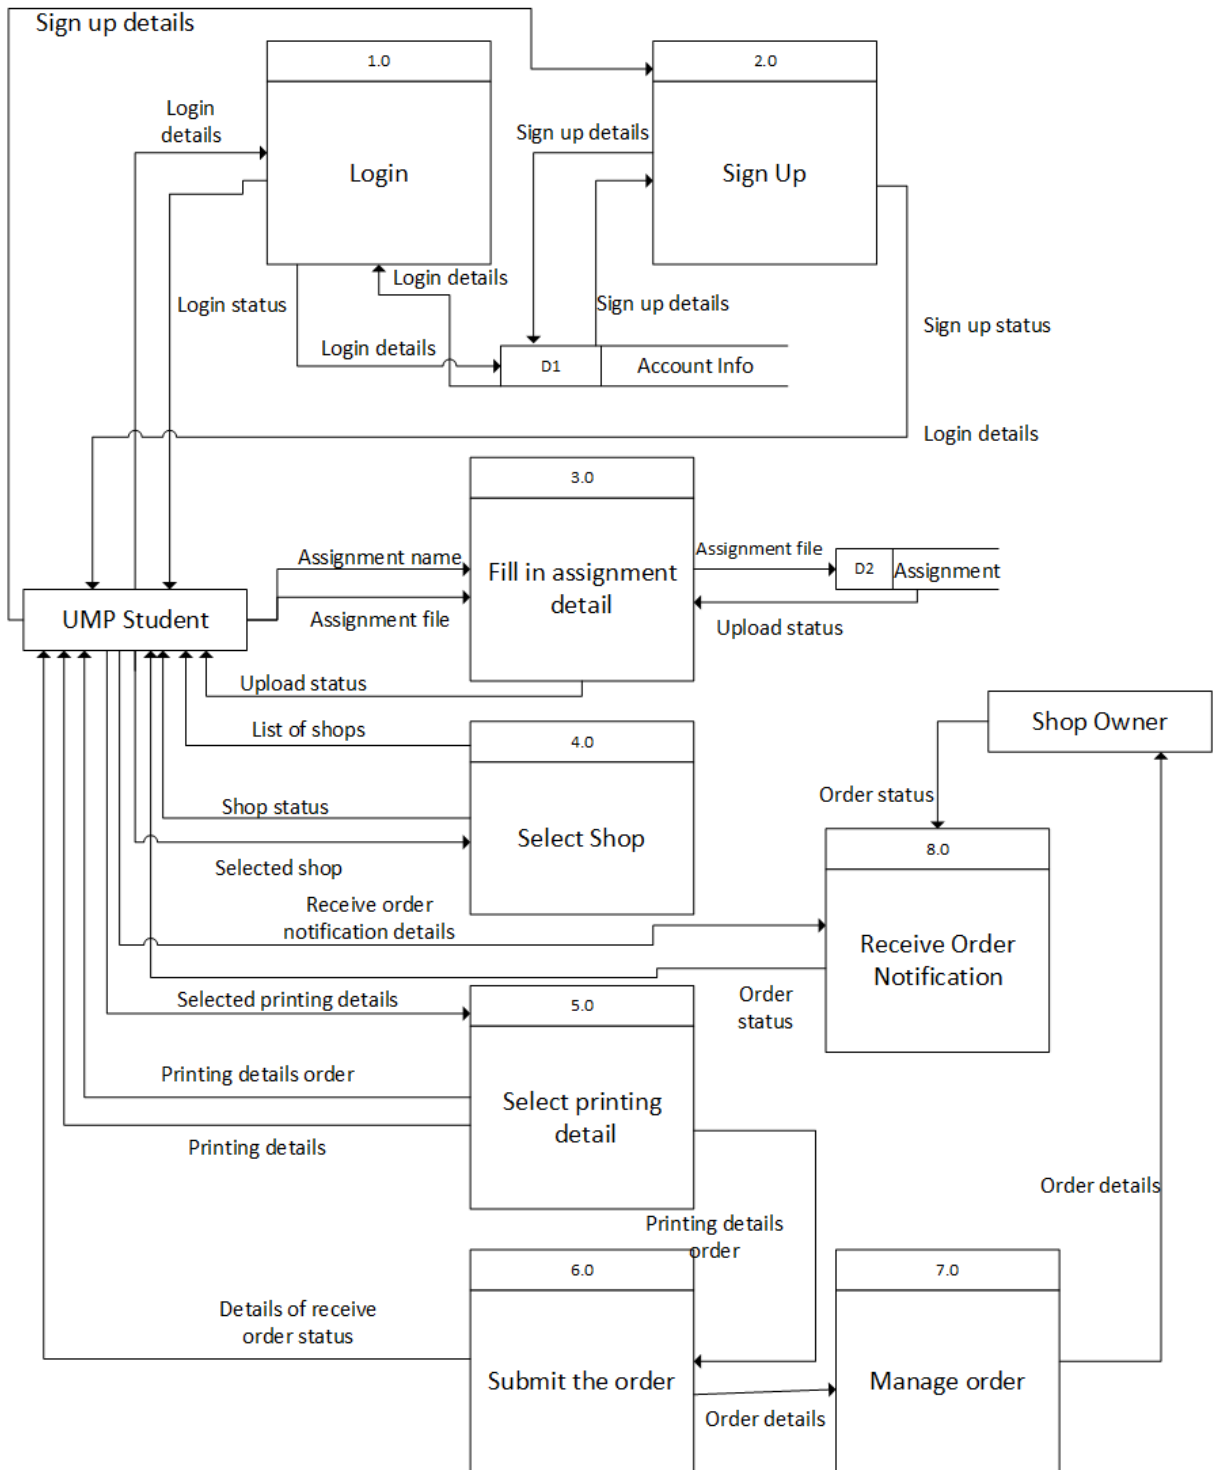 Sign up details
1.0
2.0
Login
details
Sign up details
Login
Sign Up
Login details
Login status
Sign up details
Sign up status
Login details
D1
Account Info
Login details
3.0
Assignment name
Assignment file
Fill in assignment
detail
D2
Assignment
UMP Student
Assignment file
Upload status
Upload status
List of shops
4.0
Shop Owner
Shop status
Order status
Select Shop
8.0
Selected shop
Receive order
notification details
Receive Order
Notification
Selected printing details
Order
status
5.0
Printing details order
Select printing
detail
Printing details
Order details
Printing details
order
6.0
7.0
Details of receive
order status
Submit the order
Manage order
Order details